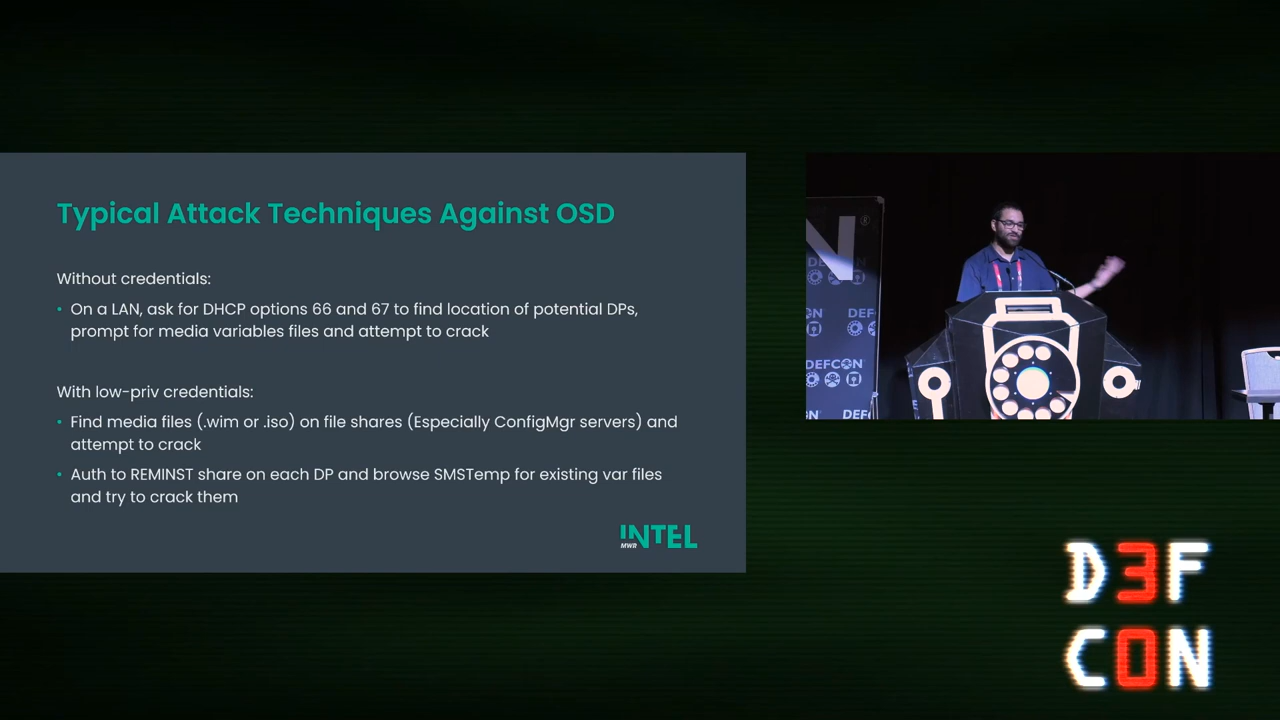 Typical Attack Techniques Against OSD
Without credentials:
• On a LAN, ask for DHCP options 66 and 67 to find location of potential DPs,
prompt for media variables files and attempt to crack
With low-priv credentials:
• Find media files (.wim or .iso) on file shares (Especially ConfigMgr servers) and
attempt to crack
• Auth to REMINST share on each DP and browse SMSTemp for existing var files
and try to crack them
MWR INTEL
N ®
DEFCON
DEFCON
D3F
C0N